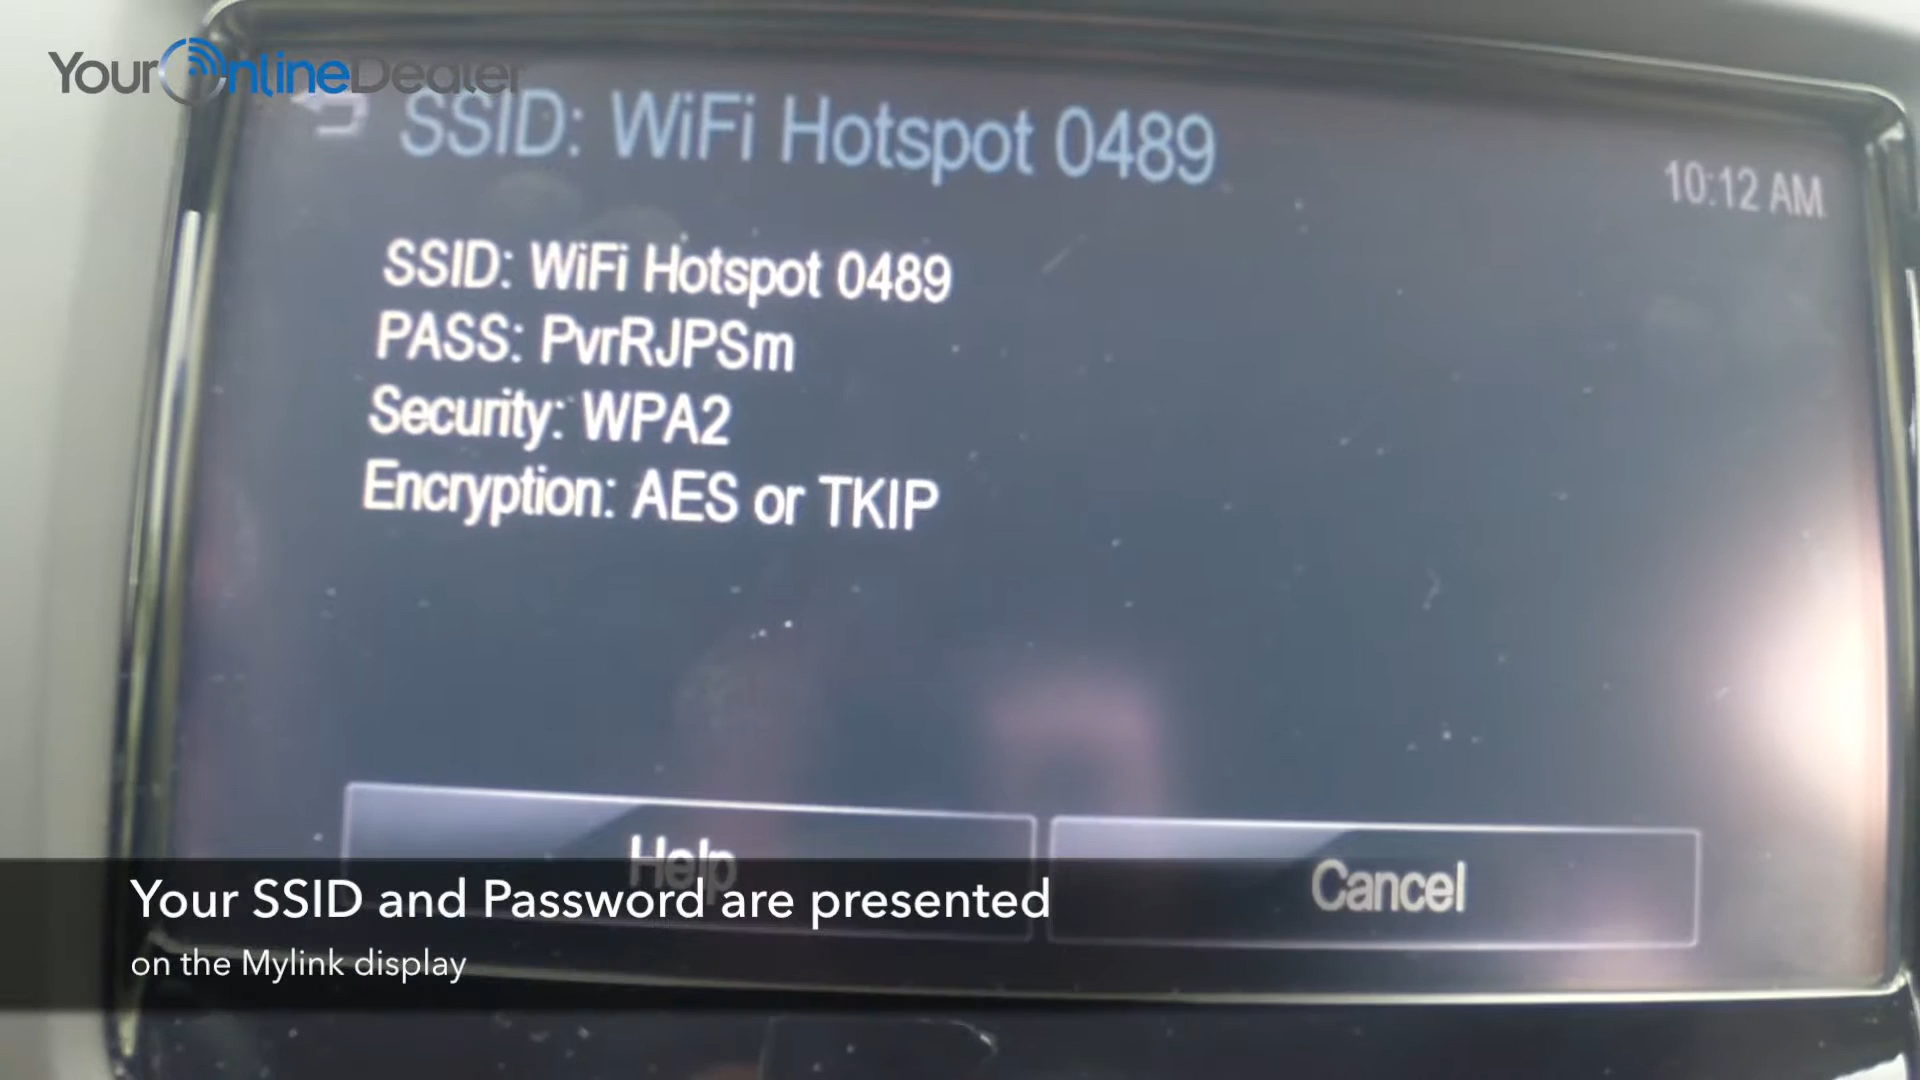 YourOnlineDealer
SSID: WiFi Hotspot 0489
10:12 AM
SSID: WiFi Hotspot 0489
PASS: PvrRJPSm
Security: WPA2
Encryption: AES or TKIP
Help
Cancel
Your SSID and Password are presented
on the Mylink display